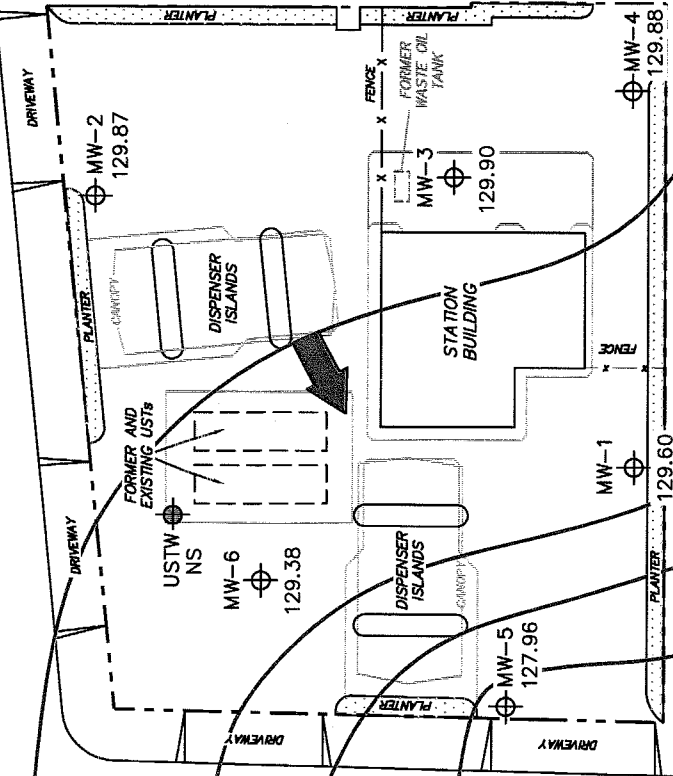 PLANTER
PLANTER
DRIVEWAY
MW-2
129.87
FENCE
x
x
x
FORMER
WASTE OIL
TANK
MW-4
129.88
MW-3
129.90
PLANTER
CANOPY
DISPENSER
ISLANDS
STATION
BUILDING
FENCE
x
x
FORMER AND
EXISTING USTs
DRIVEWAY
USTW
NS
MW-6
129.38
DISPENSER
ISLANDS
CANOPY
MW-1
129.60
PLANTER
MW-5
127.96
PLANTER
DRIVEWAY
DRIVEWAY